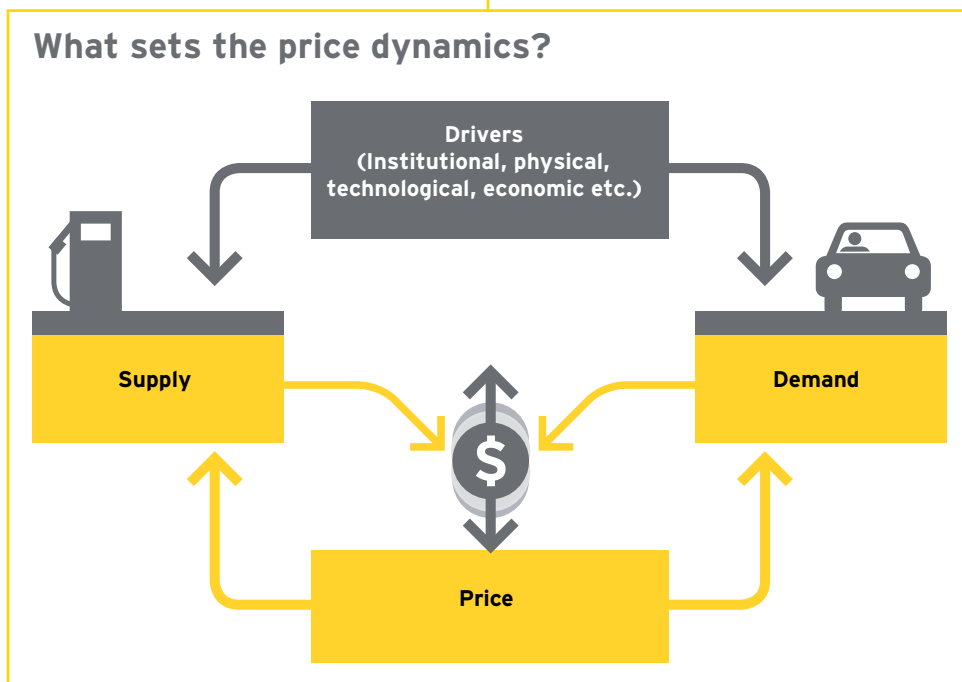 What sets the price dynamics?
Drivers
(Institutional, physical,
technological, economic etc.)
Supply
Demand
$
Price